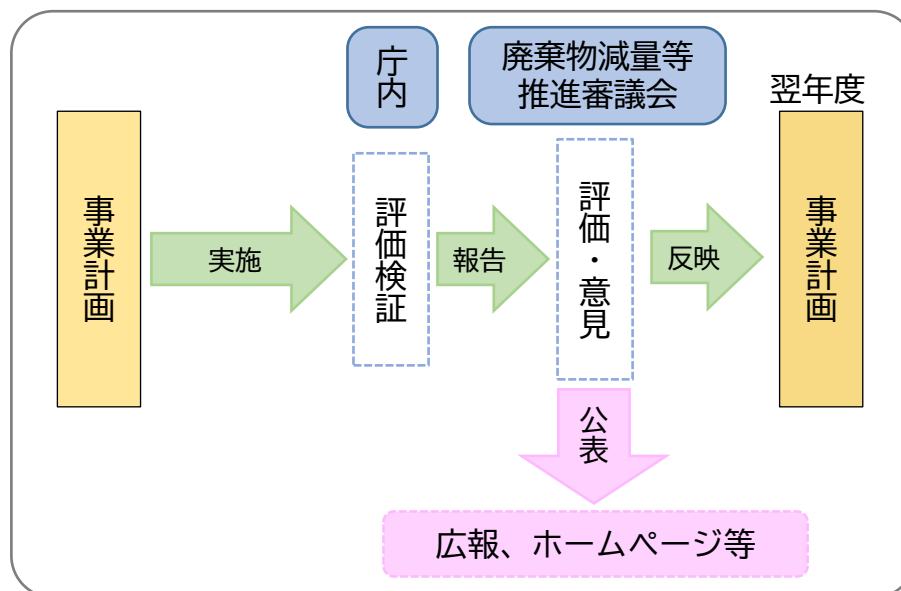 庁内
廃棄物減量等
推進審議会
翌年度
事業計画
実施
評価検証
報告
評価・意見
反映
事業計画
公表
広報、ホームページ等